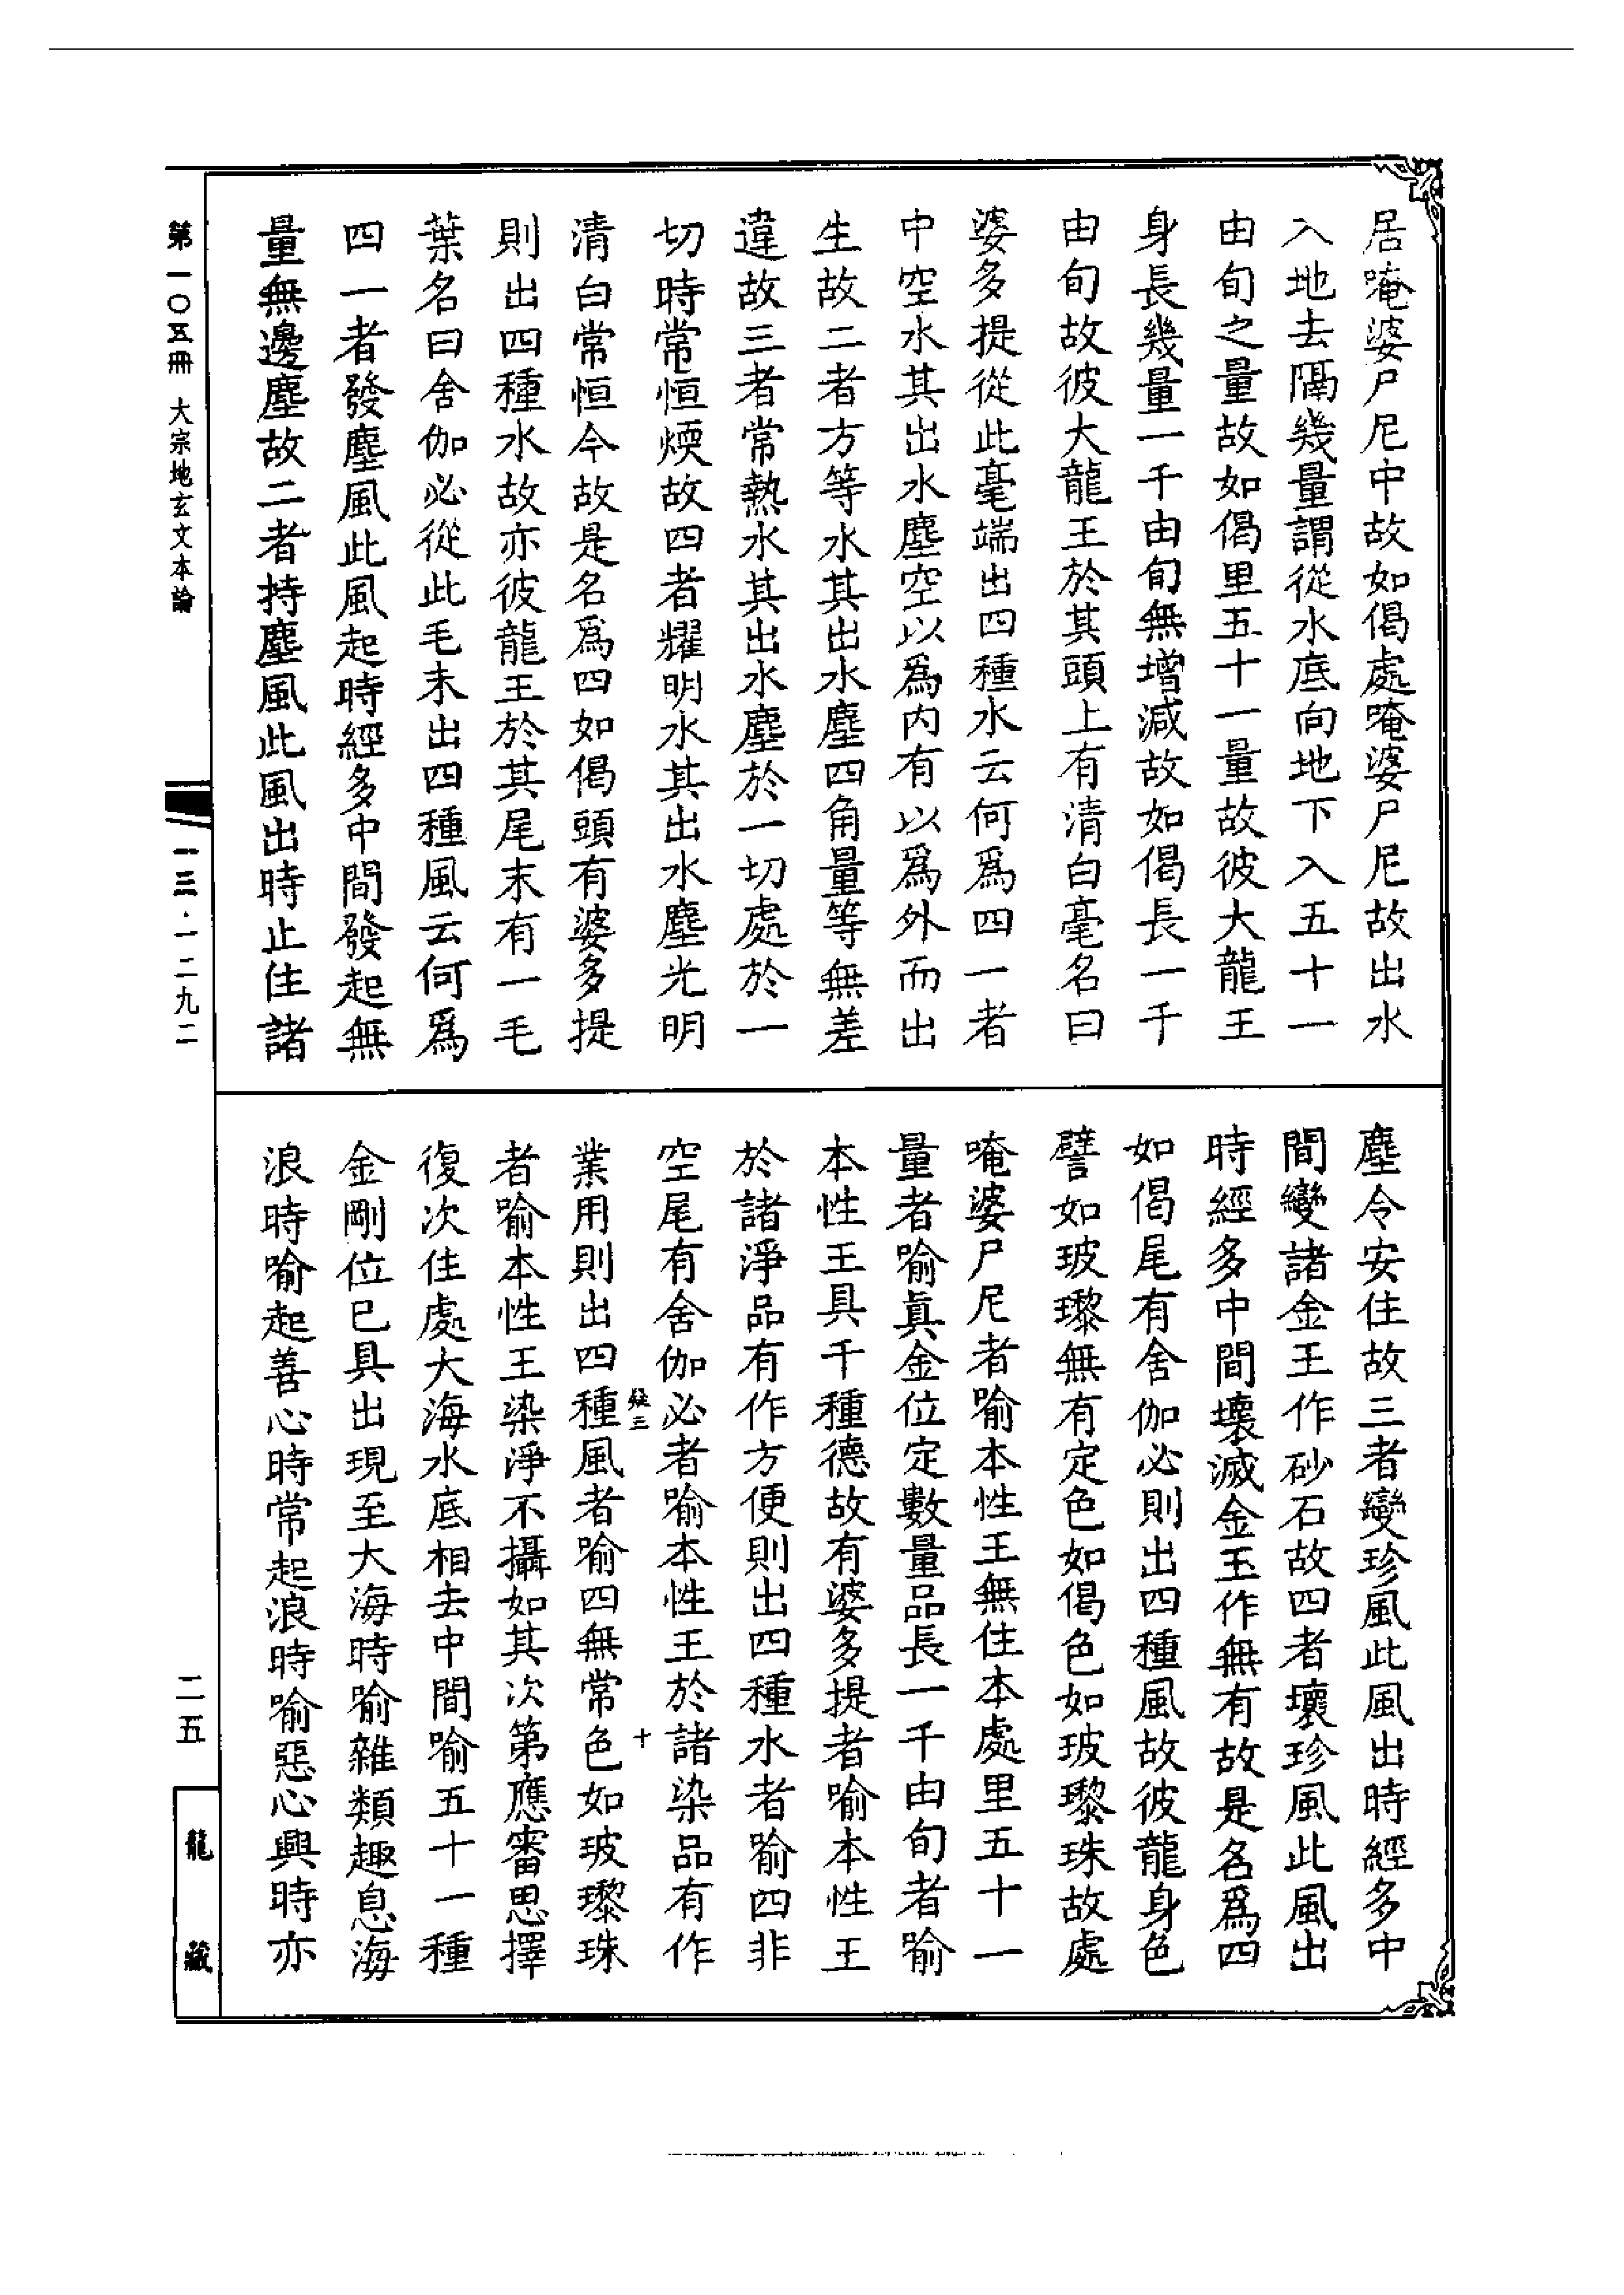 居唵婆尸尼中故如偈處唵婆尸尼故出水
入地去隔幾量謂從水底向地下入五十一
由旬之量故如偈里五十一量故彼大龍王
身長幾量一千由旬無增減故如偈長一千
由旬故彼大龍王於其頭上有清白毫名曰
婆多提從此毫端出四種水云何爲四一者
中空水其出水塵空以爲内有以爲外而出
生故二者方等水其出水塵四角量等無差
違故三者常熱水其出水塵於一切處於一
切時常恒煗故四者耀明水其出水塵光明
清白常恒今故是名爲四如偈頭有婆多提
則出四種水故亦彼龍王於其尾末有一毛
葉名曰舍伽必從此毛末出四種風云何爲
四一者發塵風此風起時經多中間發起無
量無邊塵故二者持塵風此風出時止住諸
塵令安住故三者變珍風此風出時經多中
間變諸金王作砂石故四者壞珍風此風出
時經多中間壞滅金玉作無有故是名爲四
如偈尾有舍伽必則出四種風故彼龍身色
譬如玻瓈無有定色如偈色如玻瓈珠故處
唵婆尸尼者喻本性王無住本處里五十一
量者喻真金位定數量品長一千由旬者喻
本性王具千種德故有婆多提者喻本性王
於諸淨品有作方便則出四種水者喻四非
空尾有舍伽必者喻本性王於諸染品有作
業用則出四種風者喻四無常色如玻瓈珠
者喻本性王染淨不攝如其次第應審思擇
復次住處大海水底相去中間喻五十一種
金剛位已具出現至大海時喻雜類趣息海
浪時喻起善心時常起浪時喻惡心興時亦
疑三
十
第一〇五冊 大宗地玄文本論
一三·一二九二
二五
龍藏